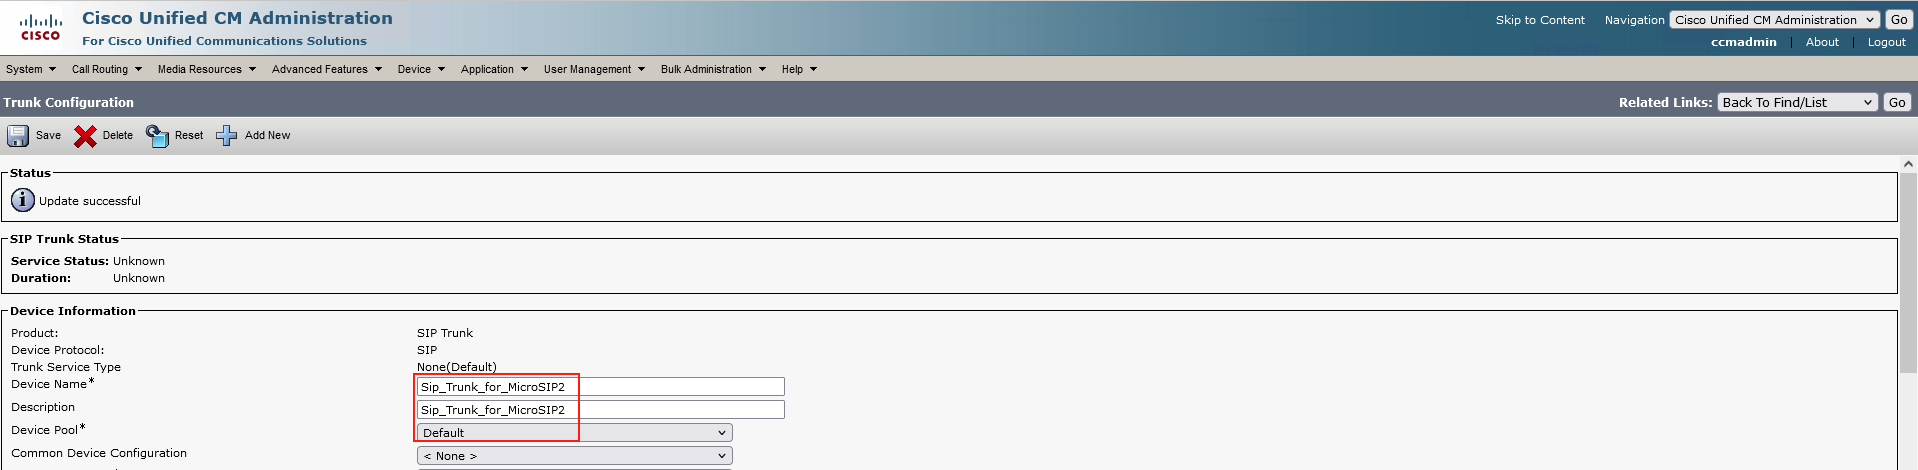 CISCO
Cisco Unified CM Administration
For Cisco Unified Communications Solutions
Skip to Content Navigation Cisco Unified CM Administration Go
ccmadmin | About | Logout
System Call Routing Media Resources Advanced Features Device Application User Management Bulk Administration Help
Trunk Configuration
Related Links: Back To Find/List Go
Save Delete Reset Add New
Status
Update successful
SIP Trunk Status
Service Status: Unknown
Duration: Unknown
Device Information
Product: SIP Trunk
Device Protocol: SIP
Trunk Service Type None(Default)
Device Name* Sip_Trunk_for_MicroSIP2
Description Sip_Trunk_for_MicroSIP2
Device Pool* Default
Common Device Configuration < None >